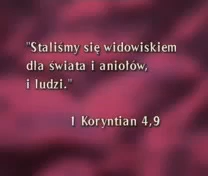 "Staliśmy się widowiskiem
dla świata i aniołów,
i ludzi."
1 Koryntian 4,9